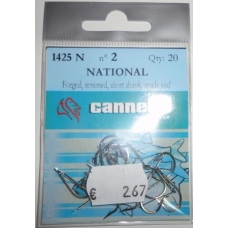 1425 N n° 2 Qty: 20
NATIONAL
Forged, reversed, short shank, spade end
canne
€ 267